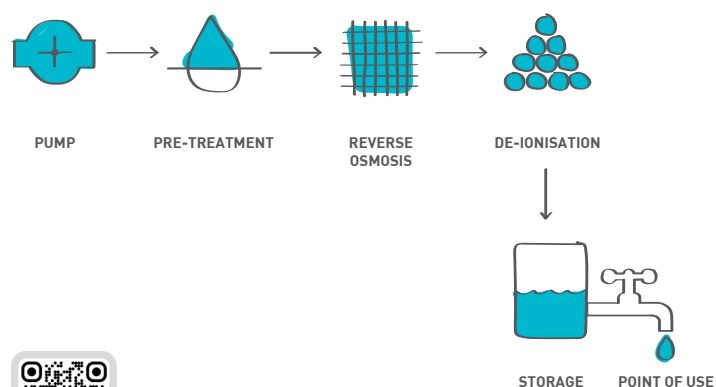 PUMP
PRE-TREATMENT
REVERSE
OSMOSIS
DE-IONISATION
STORAGE
POINT OF USE